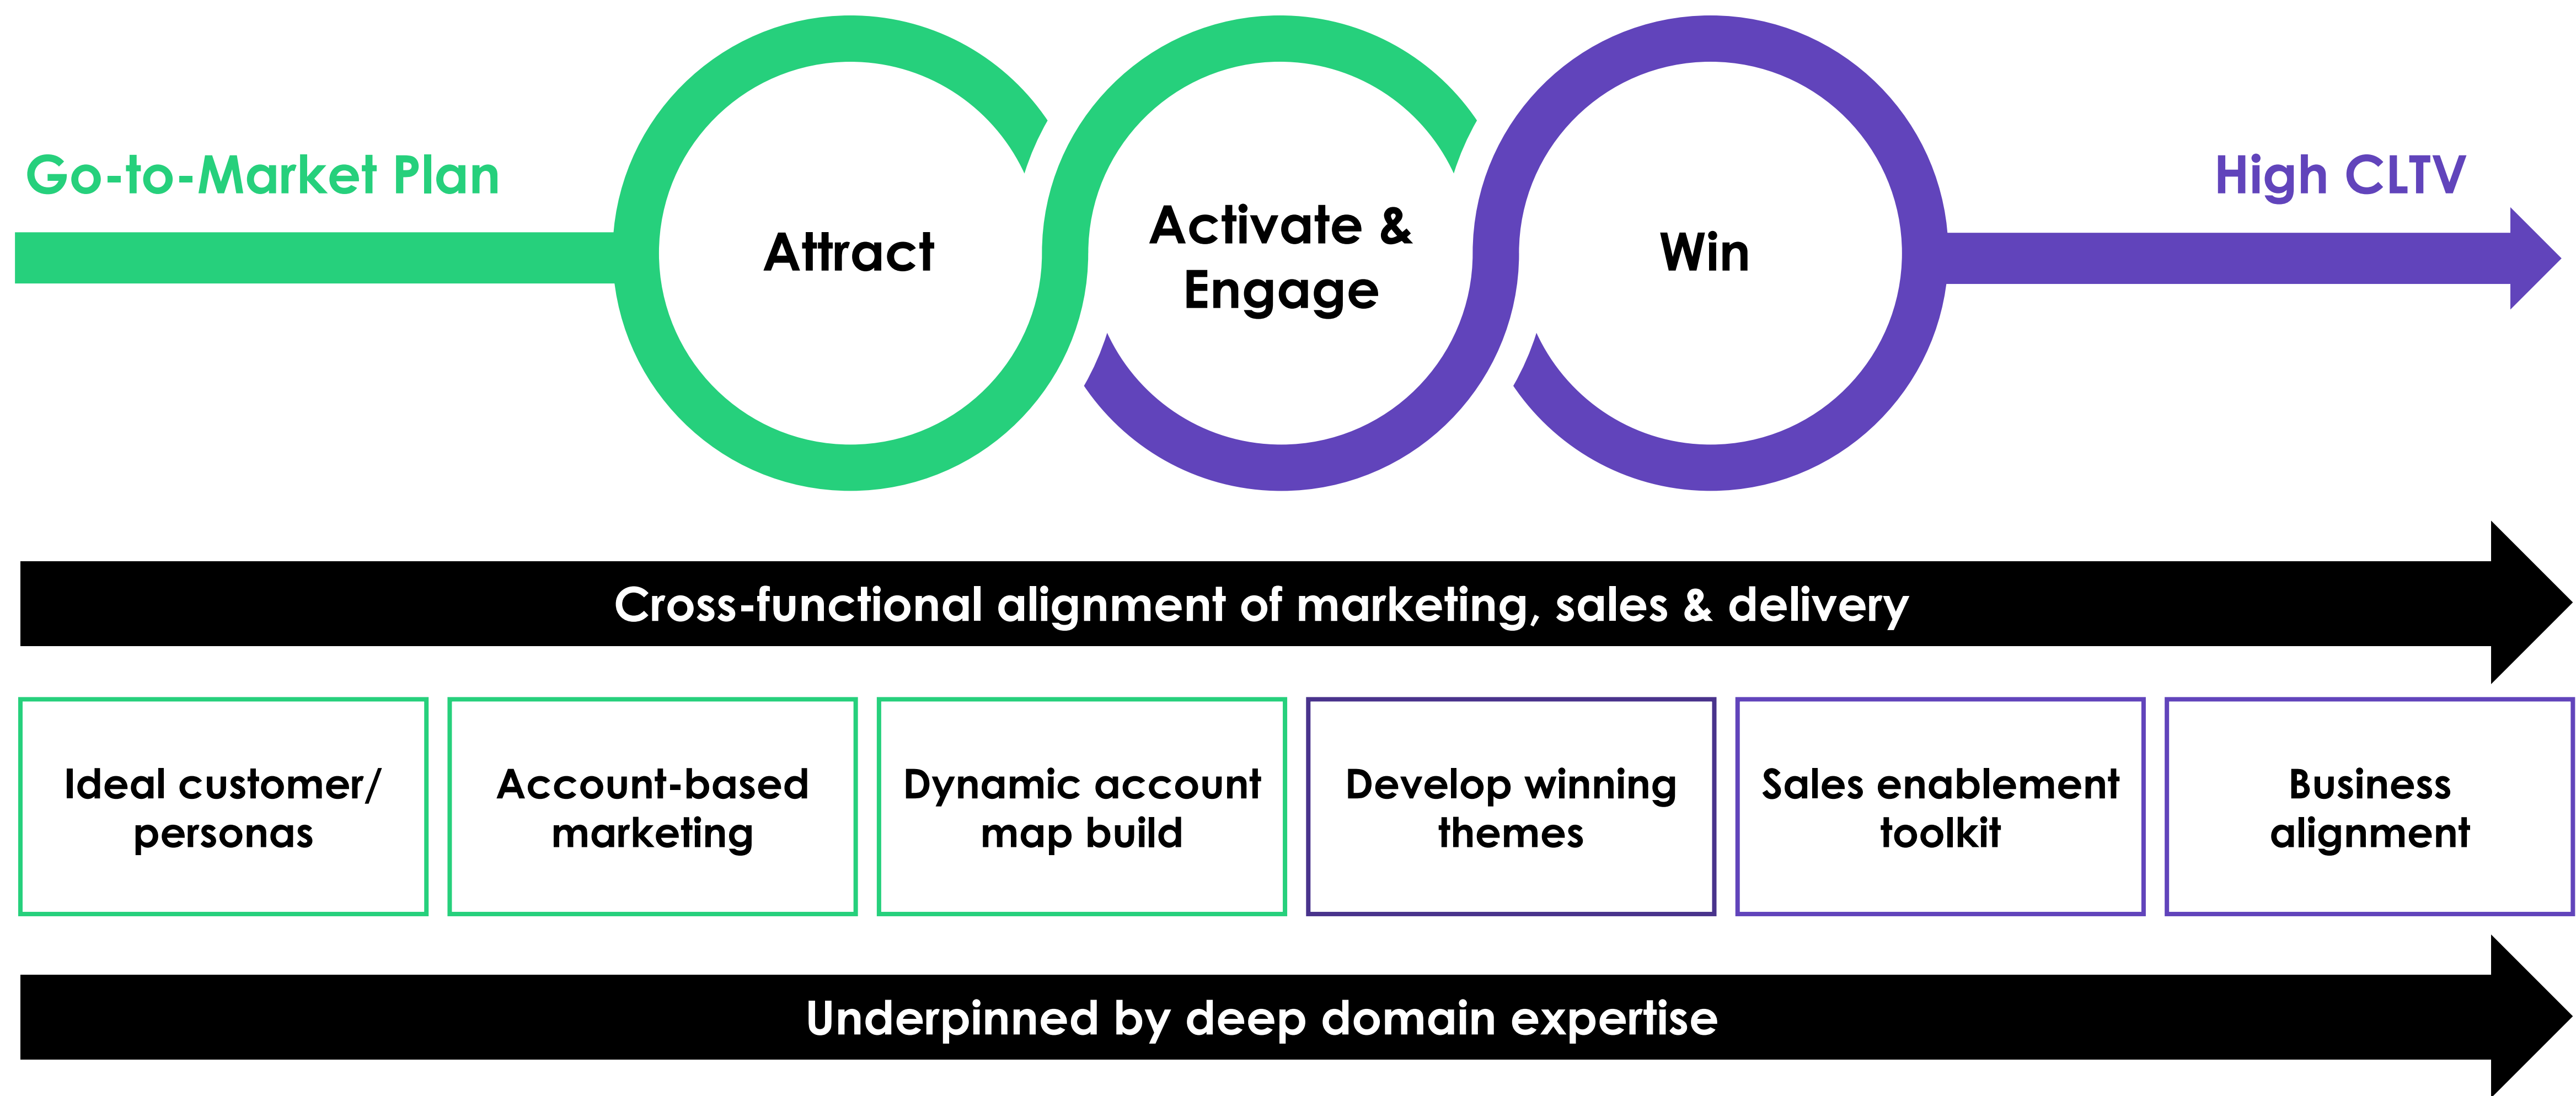 Go-to-Market Plan
Attract
Activate &
Engage
Win
High CLTV
Cross-functional alignment of marketing, sales & delivery
Ideal customer/
personas
Account-based
marketing
Dynamic account
map build
Develop winning
themes
Sales enablement
toolkit
Business
alignment
Underpinned by deep domain expertise